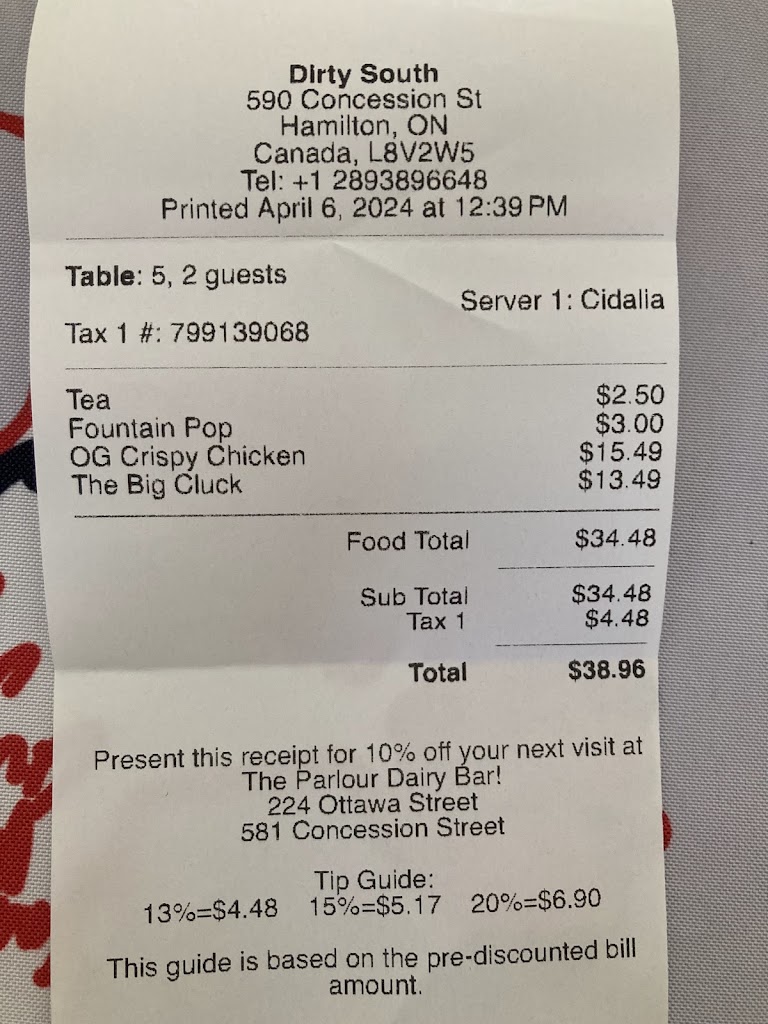 Dirty South
590 Concession St
Hamilton, ON
Canada, L8V2W5
Tel: +1 2893896648
Printed April 6, 2024 at 12:39 PM
Table: 5, 2 guests
Server 1: Cidalia
Tax 1 #: 799139068
Tea $2.50
Fountain Pop $3.00
OG Crispy Chicken $15.49
The Big Cluck $13.49
Food Total $34.48
Sub Total $34.48
Tax 1 $4.48
Total $38.96
Present this receipt for 10% off your next visit at
The Parlour Dairy Bar!
224 Ottawa Street
581 Concession Street
Tip Guide:
13%=$4.48 15%=$5.17 20%=$6.90
This guide is based on the pre-discounted bill
amount.